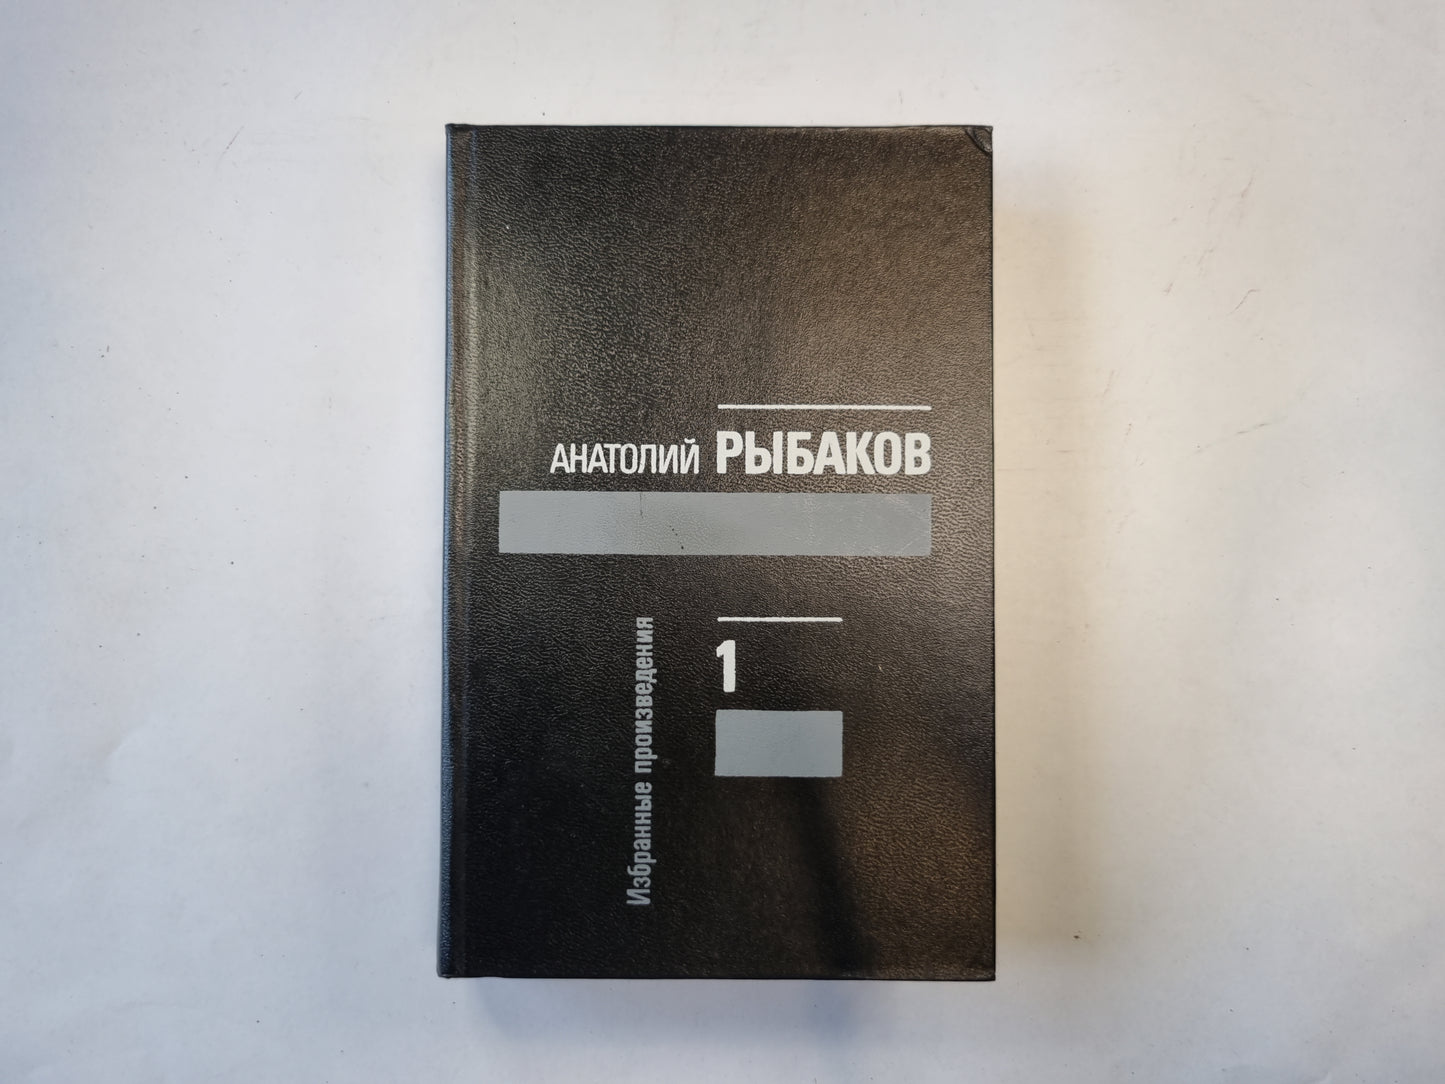 АНАТОЛИЙ РЫБАКОВ
Избранные произведения
1